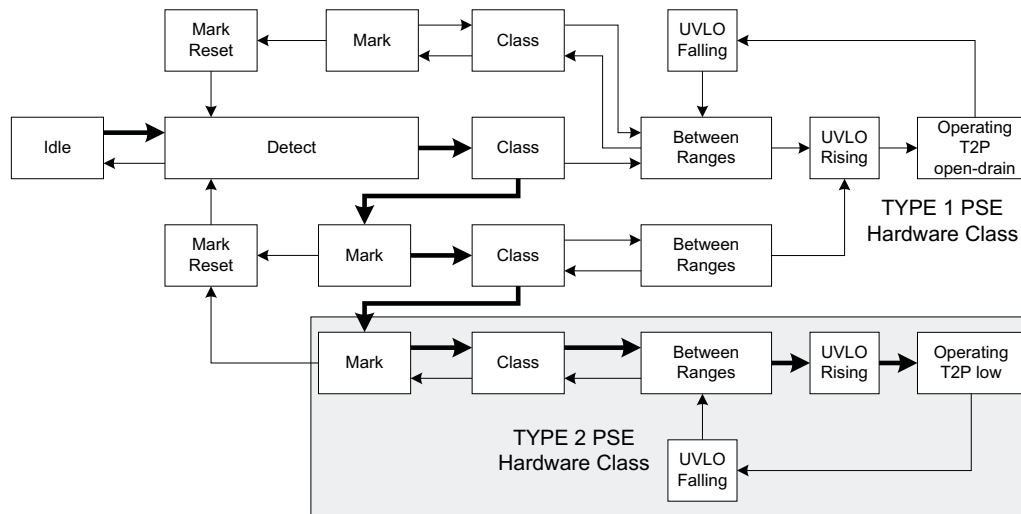 Mark
Reset
Mark
Class
UVLO
Falling
Idle
Detect
Class
Between
Ranges
UVLO
Rising
Operating
T2P
open-drain
TYPE 1 PSE
Hardware Class
Mark
Reset
Mark
Class
Between
Ranges
Mark
Class
Between
Ranges
UVLO
Rising
Operating
T2P low
TYPE 2 PSE
Hardware Class
UVLO
Falling